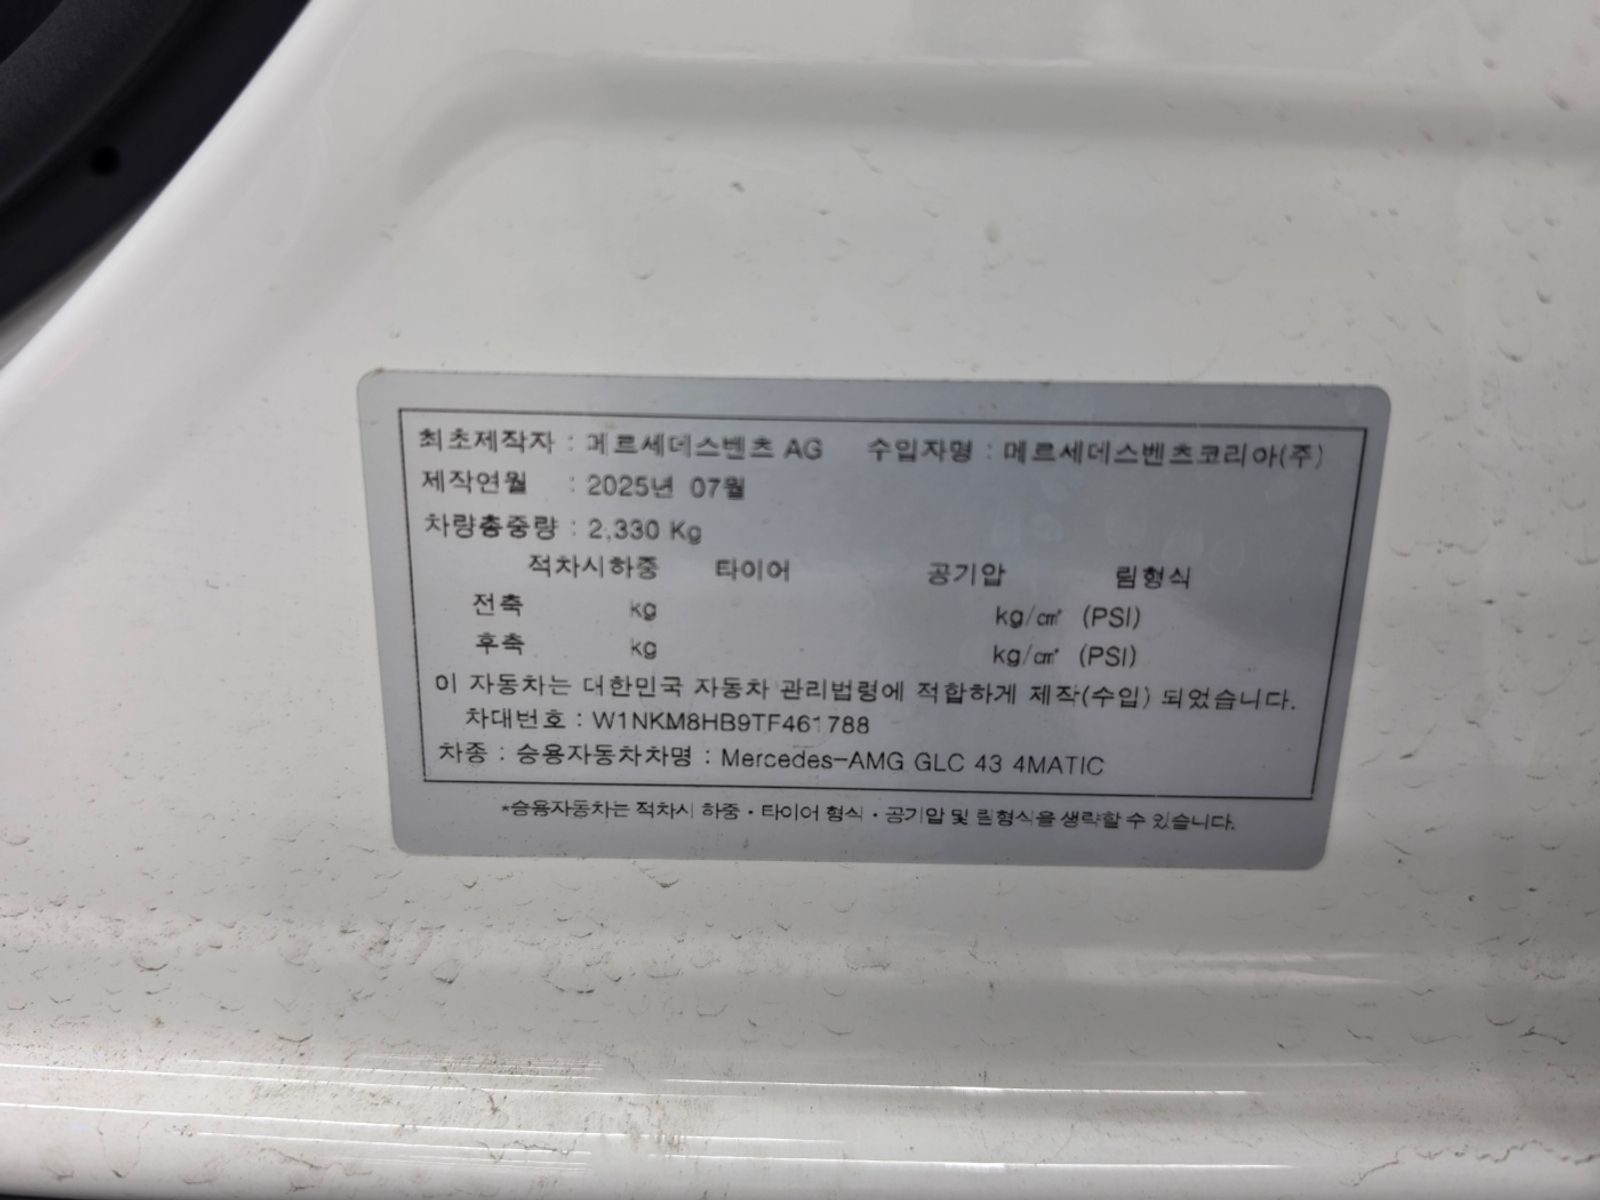 최초제작자 : 메르세데스벤츠 AG 수입자명 : 메르세데스벤츠코리아(주)
제작연월 : 2025년 07월
차량총중량 : 2,330 Kg
적차시하중 타이어 공기압 림형식
전축 kg kg/㎠ (PSI)
후축 kg kg/㎠ (PSI)
이 자동차는 대한민국 자동차 관리법령에 적합하게 제작(수입) 되었습니다.
차대번호 : W1NKM8HB9TF461788
차종 : 승용자동차차명 : Mercedes-AMG GLC 43 4MATIC
*승용자동차는 적차시 하중·타이어 형식·공기압 및 림형식을 생략할 수 있습니다.